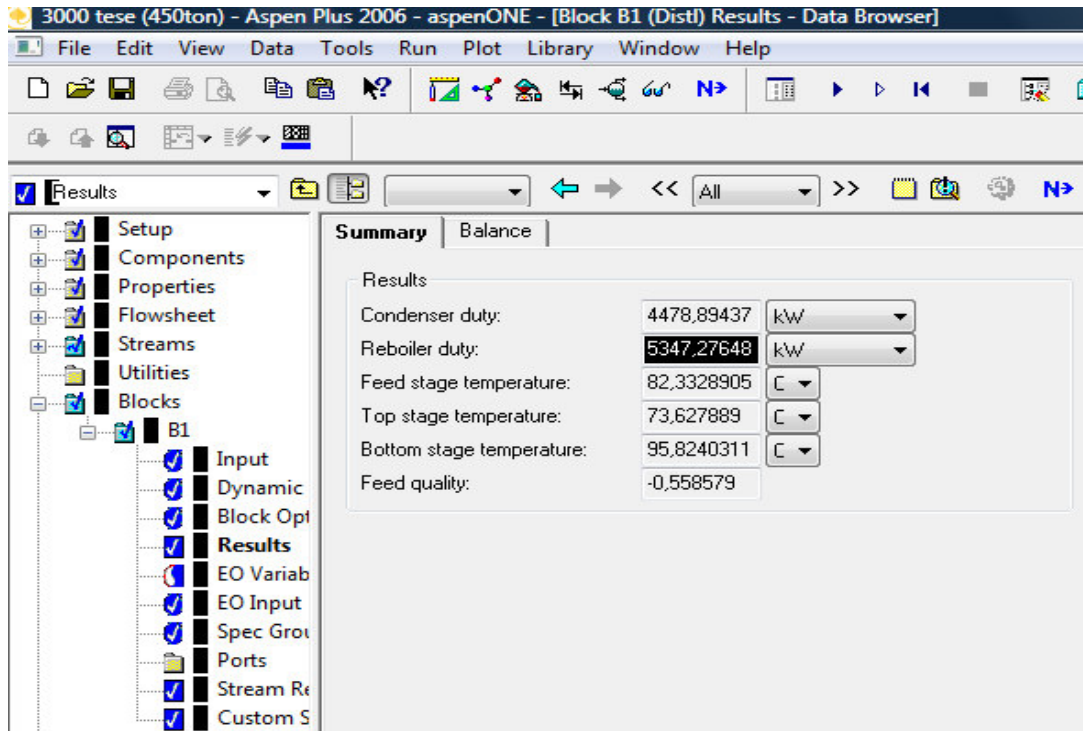 3000 tese (450ton) - Aspen Plus 2006 - aspenONE - [Block B1 (Distl) Results - Data Browser]
File Edit View Data Tools Run Plot Library Window Help
N
Results << All >> N
Summary Balance
Setup
Components
Properties
Flowsheet
Streams
Utilities
Blocks
B1
Input
Dynamic
Block Opt
Results
EO Variab
EO Input
Spec Grou
Ports
Stream Re
Custom S
Results
Condenser duty: 4478,89437 kW
Reboiler duty: 5347,27648 kW
Feed stage temperature: 82,3328905 C
Top stage temperature: 73,627889 C
Bottom stage temperature: 95,8240311 C
Feed quality: -0,558579